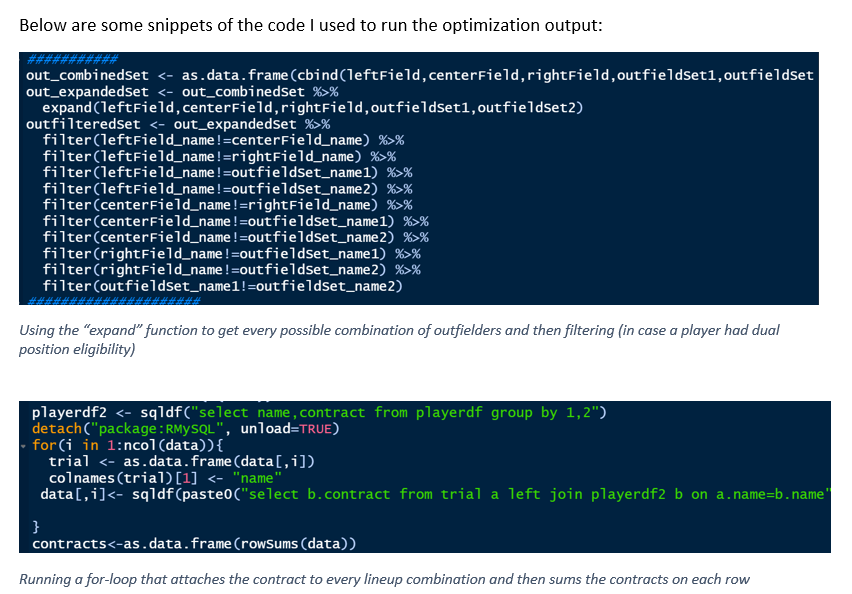 Below are some snippets of the code I used to run the optimization output:
###########
out_combinedSet <- as.data.frame(cbind(leftField,centerField,rightField,outfieldSet1,outfieldSet
out_expandedSet <- out_combinedSet %>%
  expand(leftField,centerField,rightField,outfieldSet1,outfieldSet2)
outfilteredSet <- out_expandedSet %>%
  filter(leftField_name!=centerField_name) %>%
  filter(leftField_name!=rightField_name) %>%
  filter(leftField_name!=outfieldSet_name1) %>%
  filter(leftField_name!=outfieldSet_name2) %>%
  filter(centerField_name!=rightField_name) %>%
  filter(centerField_name!=outfieldSet_name1) %>%
  filter(centerField_name!=outfieldSet_name2) %>%
  filter(rightField_name!=outfieldSet_name1) %>%
  filter(rightField_name!=outfieldSet_name2) %>%
  filter(outfieldSet_name1!=outfieldSet_name2)
#####################
Using the “expand” function to get every possible combination of outfielders and then filtering (in case a player had dual
position eligibility)
playerdf2 <- sqldf("select name,contract from playerdf group by 1,2")
detach("package:RMySQL", unload=TRUE)
for(i in 1:ncol(data)){
  trial <- as.data.frame(data[,i])
  colnames(trial)[1] <- "name"
 data[,i]<- sqldf(paste0("select b.contract from trial a left join playerdf2 b on a.name=b.name"
}
contracts<-as.data.frame(rowSums(data))
Running a for-loop that attaches the contract to every lineup combination and then sums the contracts on each row